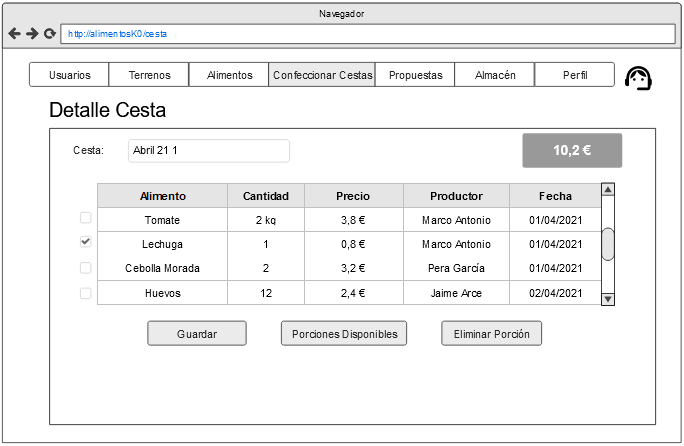 Navegador
http://alimentosK0/cesta
Usuarios Terrenos Alimentos Confeccionar Cestas Propuestas Almacén Perfil
Detalle Cesta
Cesta: Abril 21 1 10,2 €
Alimento Cantidad Precio Productor Fecha
Tomate 2 kg 3,8 € Marco Antonio 01/04/2021
Lechuga 1 0,8 € Marco Antonio 01/04/2021
Cebolla Morada 2 3,2 € Pera García 01/04/2021
Huevos 12 2,4 € Jaime Arce 02/04/2021
Guardar Porciones Disponibles Eliminar Porción